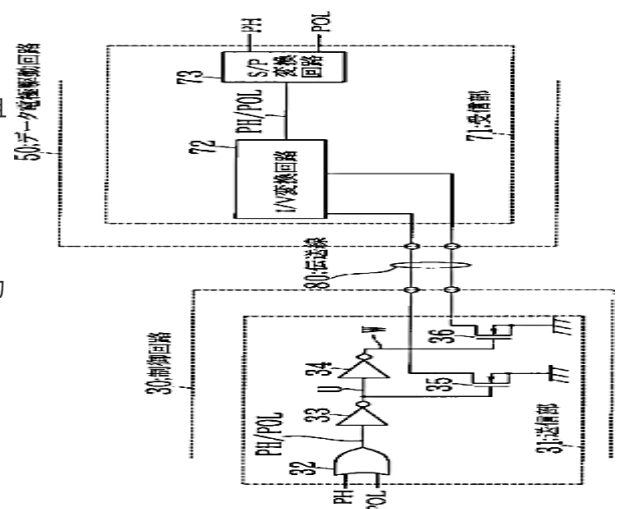 50:データ電極駆動回路
71:受信部
PH
POL
73
S/P
変換
回路
PH/POL
72
I/V変換回路
80:伝送線
30:制御回路
31:送信部
W
36
34
U
35
33
PH/POL
32
PH
POL